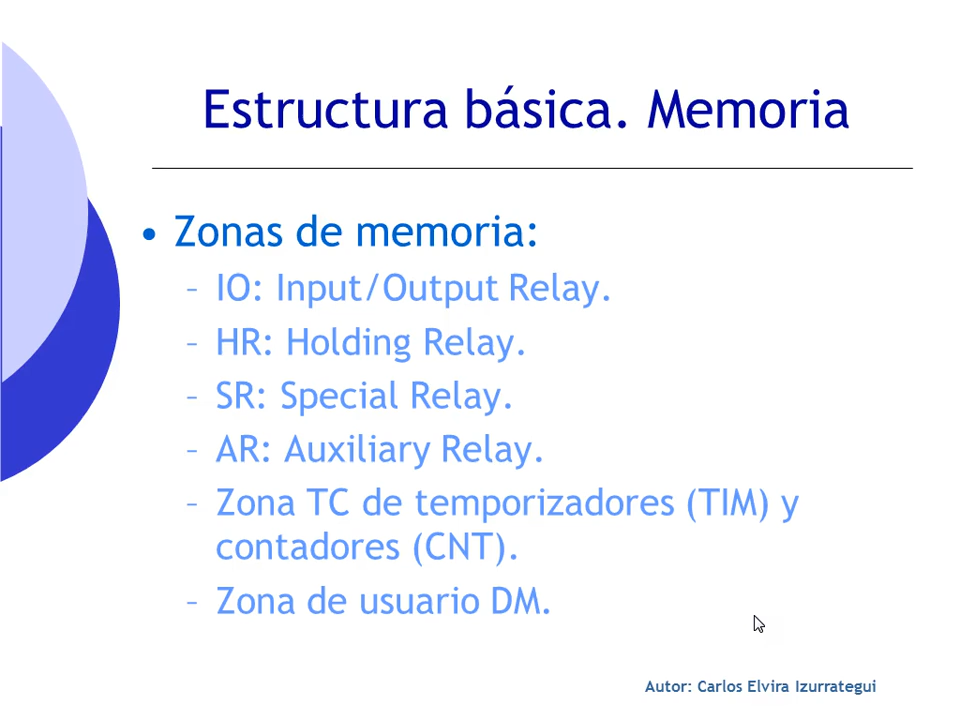 Estructura básica. Memoria
• Zonas de memoria:
– IO: Input/Output Relay.
– HR: Holding Relay.
– SR: Special Relay.
– AR: Auxiliary Relay.
– Zona TC de temporizadores (TIM) y
contadores (CNT).
– Zona de usuario DM.
Autor: Carlos Elvira Izurrategui